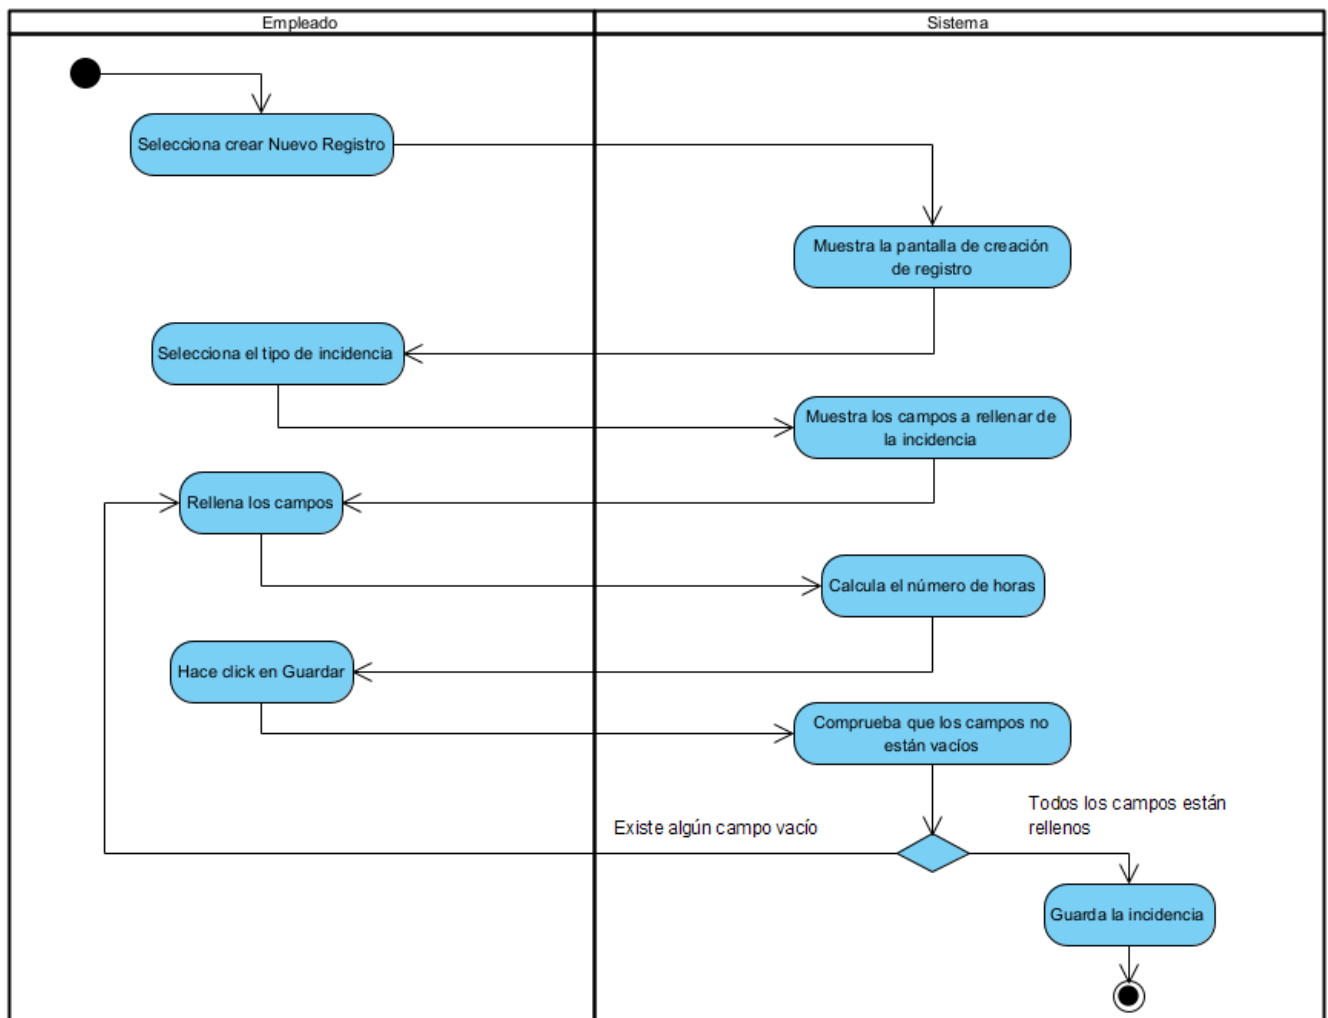 Empleado
Sistema
Selecciona crear Nuevo Registro
Muestra la pantalla de creación
de registro
Selecciona el tipo de incidencia
Muestra los campos a rellenar de
la incidencia
Rellena los campos
Calcula el número de horas
Hace click en Guardar
Comprueba que los campos no
están vacíos
Todos los campos están
rellenos
Existe algún campo vacío
Guarda la incidencia